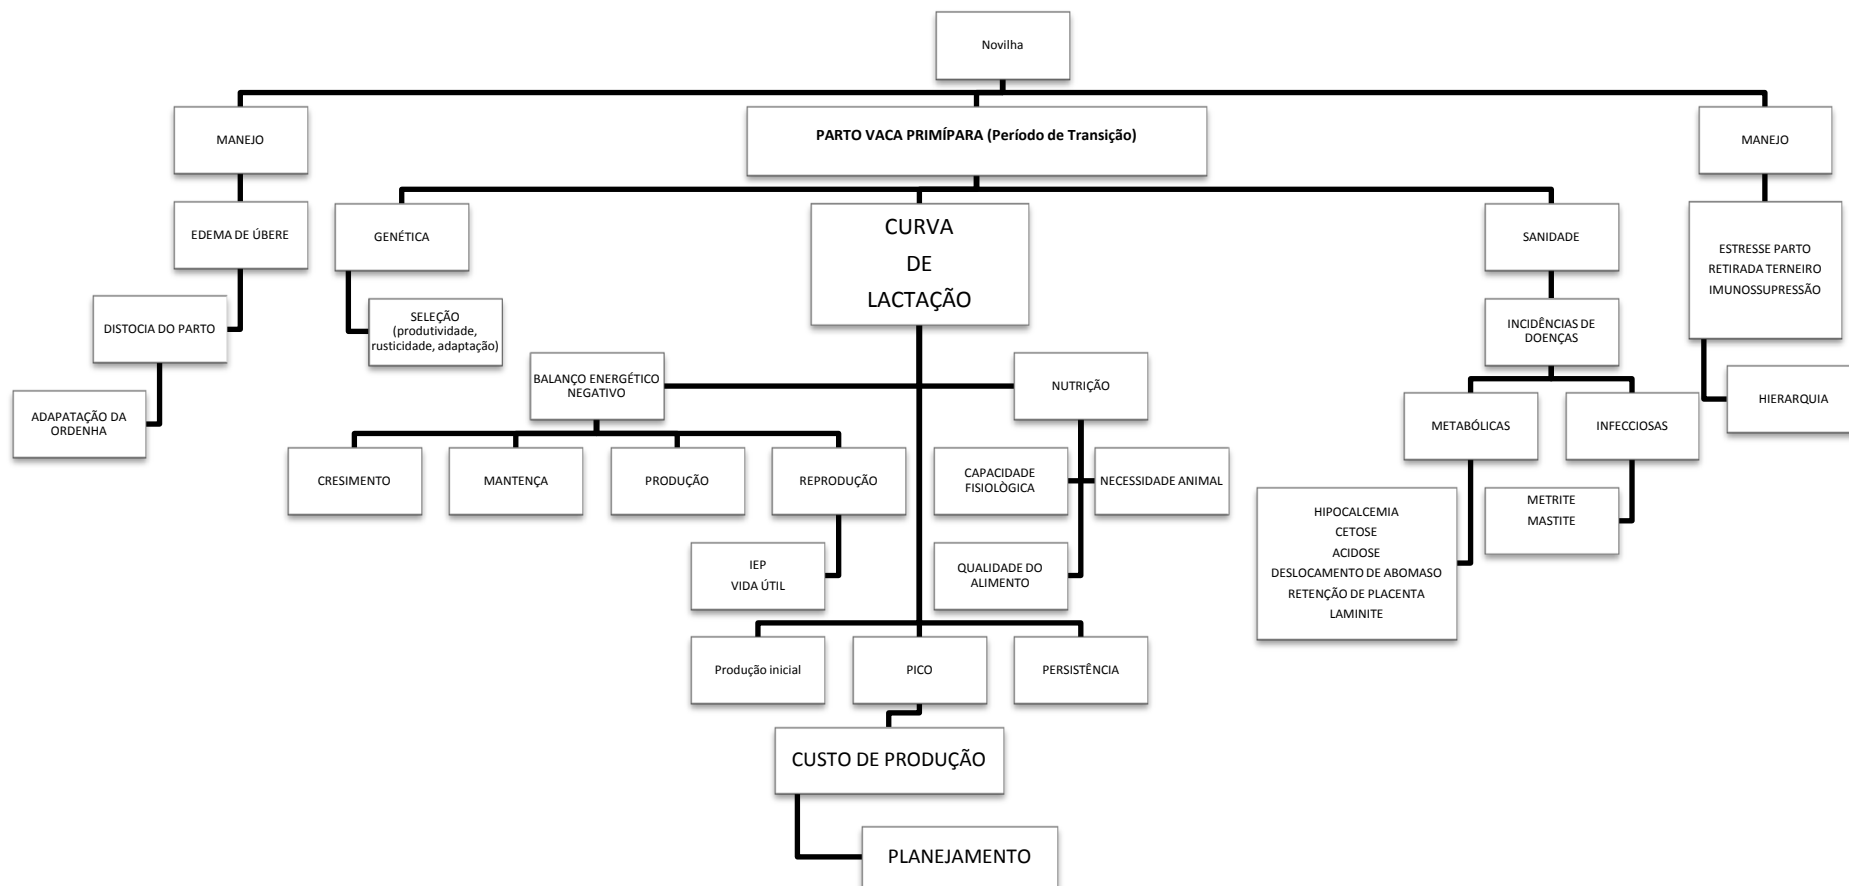 Novilha
MANEJO
PARTO VACA PRIMÍPARA (Período de Transição)
MANEJO
EDEMA DE ÚBERE
GENÉTICA
CURVA
DE
LACTAÇÃO
SANIDADE
ESTRESSE PARTO
RETIRADA TERNEIRO
IMUNOSSUPRESSÃO
DISTOCIA DO PARTO
SELEÇÃO
(produtividade,
rusticidade, adaptação)
INCIDÊNCIAS DE
DOENÇAS
BALANÇO ENERGÉTICO
NEGATIVO
NUTRIÇÃO
ADAPATAÇÃO DA
ORDENHA
METABÓLICAS
INFECCIOSAS
HIERARQUIA
CRESIMENTO
MANTENÇA
PRODUÇÃO
REPRODUÇÃO
CAPACIDADE
FISIOLÒGICA
NECESSIDADE ANIMAL
HIPOCALCEMIA
CETOSE
ACIDOSE
DESLOCAMENTO DE ABOMASO
RETENÇÃO DE PLACENTA
LAMINITE
METRITE
MASTITE
IEP
VIDA ÚTIL
QUALIDADE DO
ALIMENTO
Produção inicial
PICO
PERSISTÊNCIA
CUSTO DE PRODUÇÃO
PLANEJAMENTO